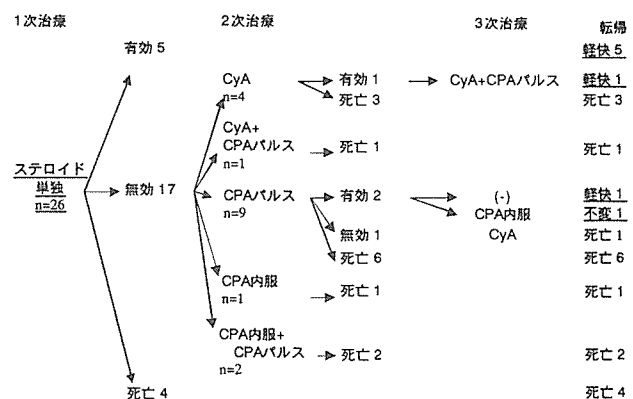 1次治療 2次治療 3次治療 転帰
有効 5 軽快 5
CyA 有効 1 CyA+CPAパルス 軽快 1
n=4 死亡 3 死亡 3
CyA+
CPAパルス 死亡 1 死亡 1
n=1
ステロイド
単独 無効 17 CPAパルス 有効 2 (-) 軽快 1
n=26 n=9 CPA内服 不変 1
無効 1 CyA 死亡 1
死亡 6 死亡 6
CPA内服 死亡 1 死亡 1
n=1
CPA内服+
CPAパルス 死亡 2 死亡 2
n=2
死亡 4 死亡 4